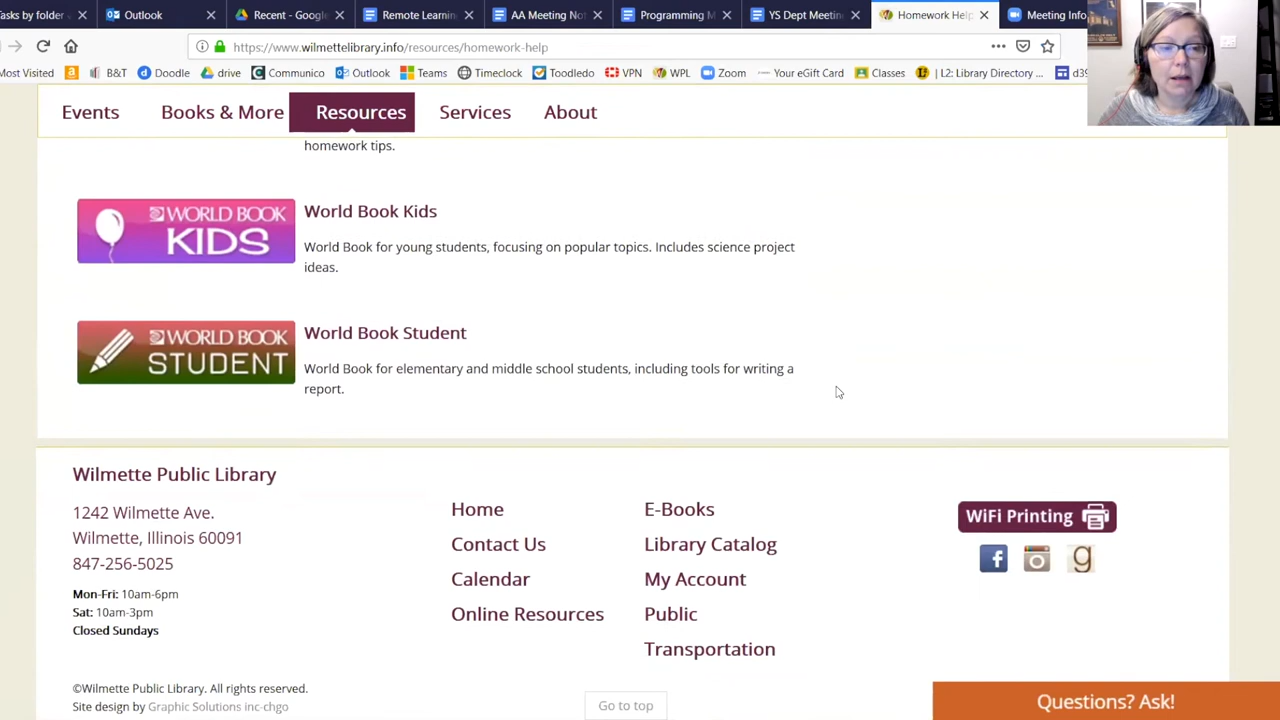 Tasks by folder
Outlook
Recent - Google
Remote Learnin
AA Meeting Not
Programming M
YS Dept Meetin
Homework Help
Meeting Info
https://www.wilmettelibrary.info/resources/homework-help
Most Visited
B&T
Doodle
drive
Communico
Outlook
Teams
Timeclock
Toodledo
VPN
WPL
Zoom
Your eGift Card
Classes
L2: Library Directory ...
d39
Events
Books & More
Resources
Services
About
homework tips.
WORLD BOOK
KIDS
World Book Kids
World Book for young students, focusing on popular topics. Includes science project
ideas.
WORLD BOOK
STUDENT
World Book Student
World Book for elementary and middle school students, including tools for writing a
report.
Wilmette Public Library
1242 Wilmette Ave.
Wilmette, Illinois 60091
847-256-5025
Mon-Fri: 10am-6pm
Sat: 10am-3pm
Closed Sundays
Home
Contact Us
Calendar
Online Resources
E-Books
Library Catalog
My Account
Public
Transportation
WiFi Printing
f
g
©Wilmette Public Library. All rights reserved.
Site design by Graphic Solutions inc-chgo
Go to top
Questions? Ask!